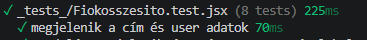 ✓ _tests_/Fiokosszesito.test.jsx (8 tests) 225ms
✓ megjelenik a cím és user adatok 70ms